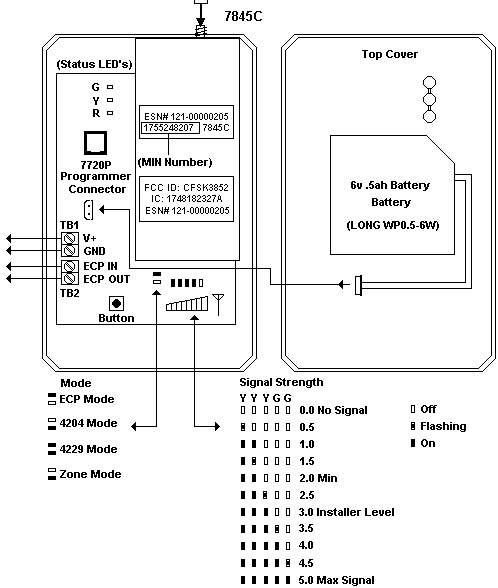 7845C
(Status LED's)
G
Y
R
7720P
Programmer
Connector
TB1
V+
GND
ECP IN
ECP OUT
TB2
Button
ESN# 121-00000205
1755248207 7845C
(MIN Number)
FCC ID: CFSK3852
IC: 1748182327A
ESN# 121-00000205
Top Cover
6v .5ah Battery
Battery
(LONG WP0.5-6W)
Mode
ECP Mode
4204 Mode
4229 Mode
Zone Mode
Signal Strength
Y Y Y G G
0.0 No Signal
0.5
1.0
1.5
2.0 Min
2.5
3.0 Installer Level
3.5
4.0
4.5
5.0 Max Signal
Off
Flashing
On